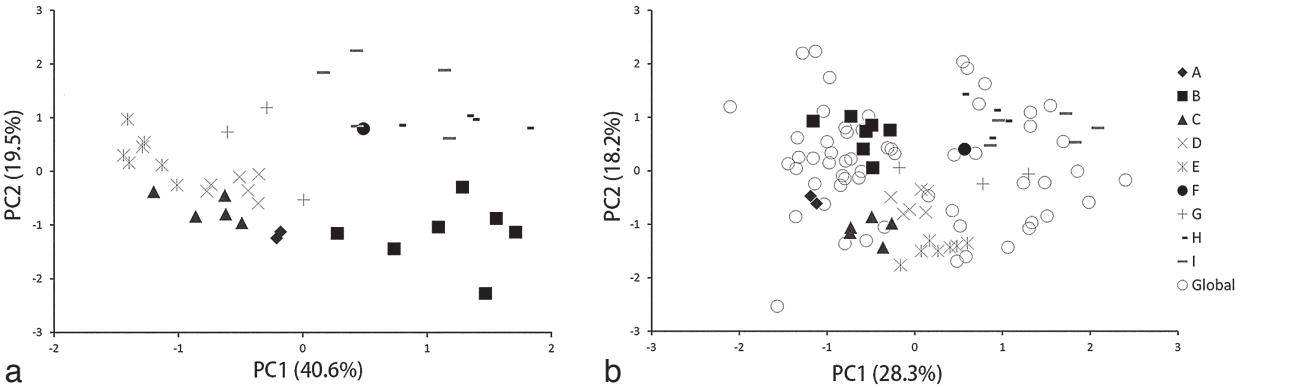 3
2
1
0
-1
-2
-3
-2 -1 0 1 2
PC2 (19.5%)
PC1 (40.6%)
a
3
2
1
0
-1
-2
-3
-3 -2 -1 0 1 2 3
PC2 (18.2%)
PC1 (28.3%)
b
A
B
C
D
E
F
G
H
I
Global